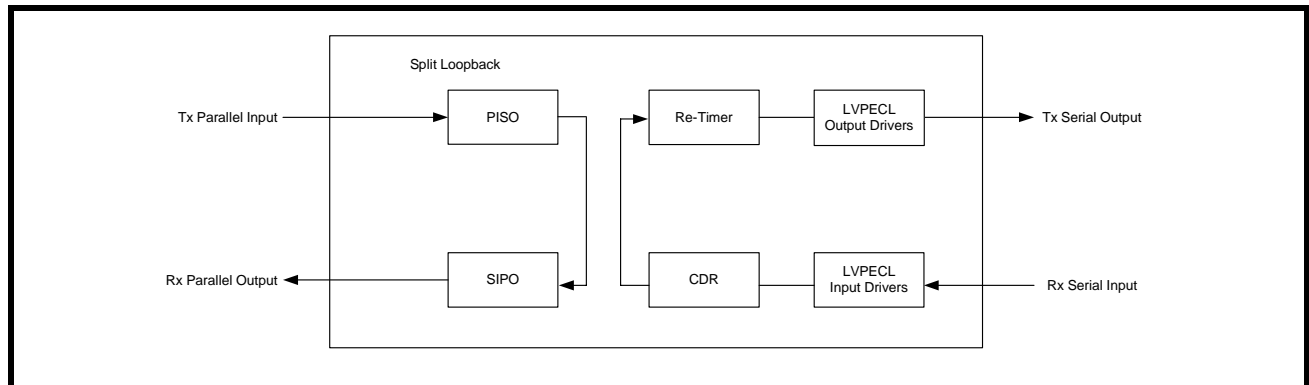 Split Loopback
Tx Parallel Input
PISO
Re-Timer
LVPECL
Output Drivers
Tx Serial Output
Rx Parallel Output
SIPO
CDR
LVPECL
Input Drivers
Rx Serial Input